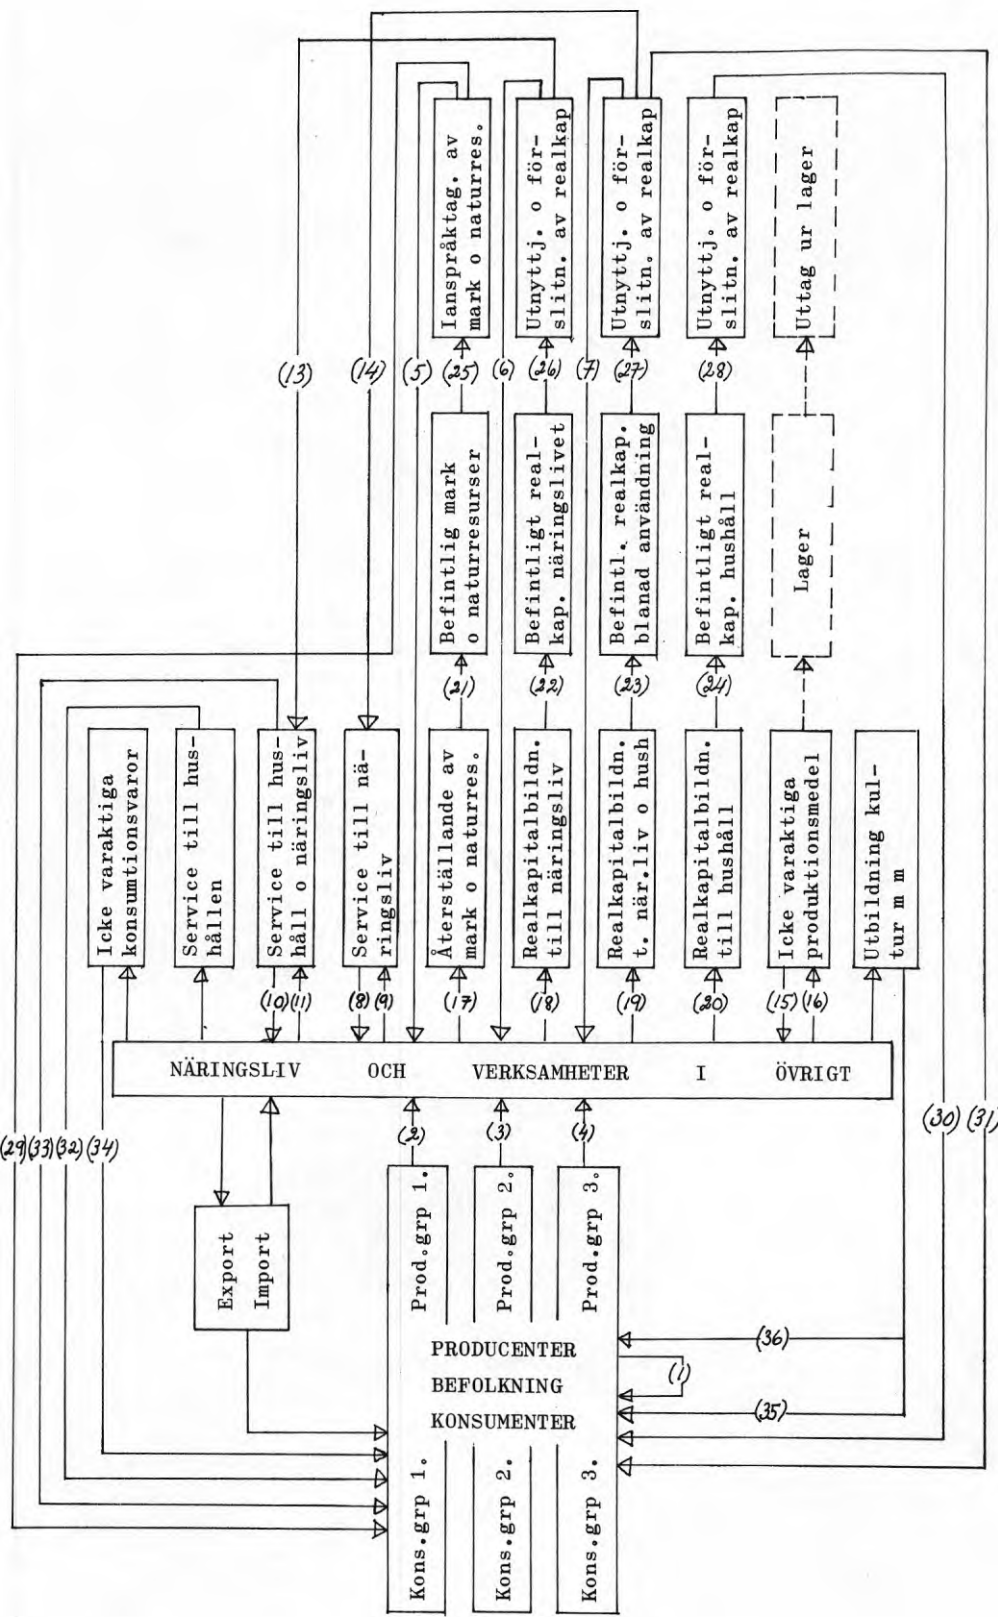 (13)
(14)
(5)
(6)
(7)
Ianspråktag. av
mark o naturres.
Utnyttj. o för-
slitn. av realkap
Utnyttj. o för-
slitn. av realkap
Utnyttj. o för-
slitn. av realkap
Uttag ur lager
(25)
(26)
(27)
(28)
Befintlig mark
o naturresurser
Befintligt real-
kap. näringslivet
Befintl. realkap.
blanad användning
Befintligt real-
kap. hushåll
Lager
(21)
(22)
(23)
(24)
Icke varaktiga
konsumtionsvaror
Service till hus-
hållen
Service till hus-
håll o näringsliv
Service till nä-
ringsliv
Återställande av
mark o naturres.
Realkapitalbildn.
till näringsliv
Realkapitalbildn.
t. när.liv o hush
Realkapitalbildn.
till hushåll
Icke varaktiga
produktionsmedel
Utbildning kul-
tur m m
(10)
(11)
(8)
(9)
(17)
(18)
(19)
(20)
(15)
(16)
NÄRINGSLIV OCH VERKSAMHETER I ÖVRIGT
(29)
(33)
(32)
(34)
(2)
(3)
(4)
(30)
(31)
Export
Import
Prod.grp 1.
Prod.grp 2.
Prod.grp 3.
PRODUCENTER
BEFOLKNING
KONSUMENTER
(36)
(1)
(35)
Kons.grp 1.
Kons.grp 2.
Kons.grp 3.